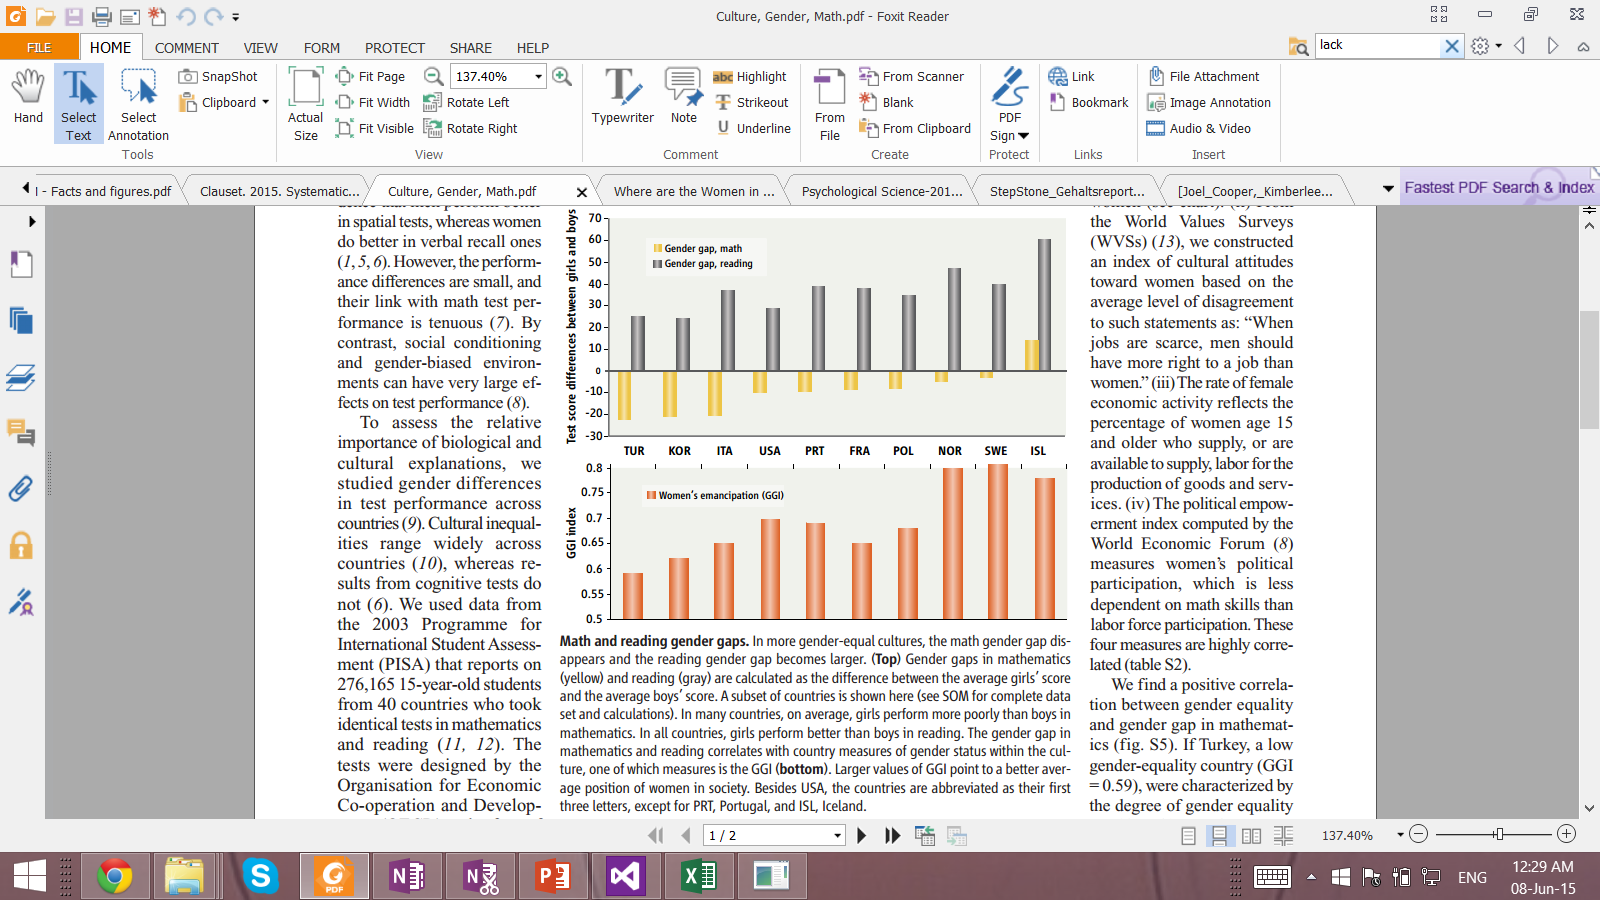 Culture, Gender, Math.pdf - Foxit Reader
FILE
HOME
COMMENT
VIEW
FORM
PROTECT
SHARE
HELP
lack
Hand
Select Text
Select Annotation
SnapShot
Clipboard
Tools
Actual Size
Fit Page
Fit Width
Fit Visible
137.40%
Rotate Left
Rotate Right
View
Typewriter
Note
abc Highlight
Strikeout
Underline
Comment
From File
From Scanner
Blank
From Clipboard
Create
PDF Sign
Protect
Link
Bookmark
Links
File Attachment
Image Annotation
Audio & Video
Insert
I - Facts and figures.pdf
Clauset. 2015. Systematic...
Culture, Gender, Math.pdf
Where are the Women in ...
Psychological Science-201...
StepStone_Gehaltsreport...
[Joel_Cooper,_Kimberlee...
Fastest PDF Search & Index
in spatial tests, whereas women
do better in verbal recall ones
(1, 5, 6). However, the perform-
ance differences are small, and
their link with math test per-
formance is tenuous (7). By
contrast, social conditioning
and gender-biased environ-
ments can have very large ef-
fects on test performance (8).
To assess the relative
importance of biological and
cultural explanations, we
studied gender differences
in test performance across
countries (9). Cultural inequal-
ities range widely across
countries (10), whereas re-
sults from cognitive tests do
not (6). We used data from
the 2003 Programme for
International Student Assess-
ment (PISA) that reports on
276,165 15-year-old students
from 40 countries who took
identical tests in mathematics
and reading (11, 12). The
tests were designed by the
Organisation for Economic
Co-operation and Develop-
Test score differences between girls and boys
70
60
50
40
30
20
10
0
-10
-20
-30
Gender gap, math
Gender gap, reading
TUR KOR ITA USA PRT FRA POL NOR SWE ISL
GGI index
0.8
0.75
0.7
0.65
0.6
0.55
0.5
Women's emancipation (GGI)
Math and reading gender gaps. In more gender-equal cultures, the math gender gap dis-
appears and the reading gender gap becomes larger. (Top) Gender gaps in mathematics
(yellow) and reading (gray) are calculated as the difference between the average girls' score
and the average boys' score. A subset of countries is shown here (see SOM for complete data
set and calculations). In many countries, on average, girls perform more poorly than boys in
mathematics. In all countries, girls perform better than boys in reading. The gender gap in
mathematics and reading correlates with country measures of gender status within the cul-
ture, one of which measures is the GGI (bottom). Larger values of GGI point to a better aver-
age position of women in society. Besides USA, the countries are abbreviated as their first
three letters, except for PRT, Portugal, and ISL, Iceland.
the World Values Surveys
(WVSs) (13), we constructed
an index of cultural attitudes
toward women based on the
average level of disagreement
to such statements as: "When
jobs are scarce, men should
have more right to a job than
women." (iii) The rate of female
economic activity reflects the
percentage of women age 15
and older who supply, or are
available to supply, labor for the
production of goods and serv-
ices. (iv) The political empow-
erment index computed by the
World Economic Forum (8)
measures women's political
participation, which is less
dependent on math skills than
labor force participation. These
four measures are highly corre-
lated (table S2).
We find a positive correla-
tion between gender equality
and gender gap in mathemat-
ics (fig. S5). If Turkey, a low
gender-equality country (GGI
= 0.59), were characterized by
the degree of gender equality
1 / 2
137.40%
PDF
ENG
12:29 AM
08-Jun-15